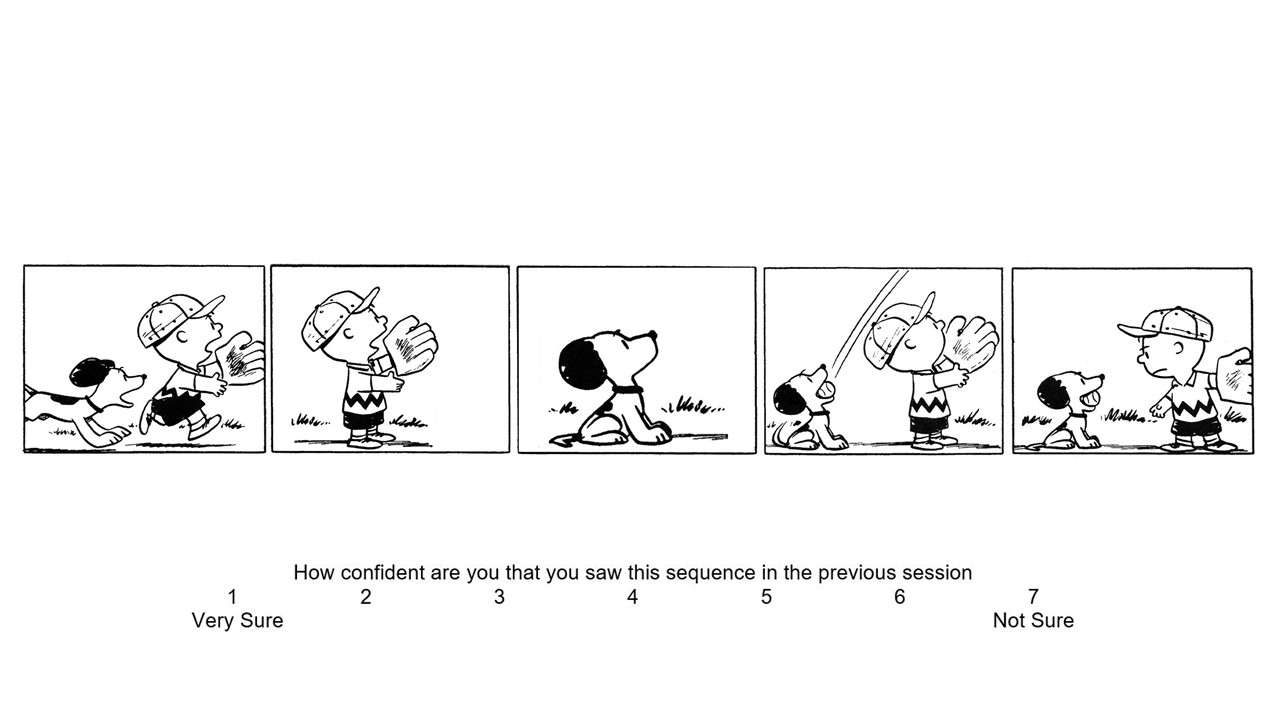 How confident are you that you saw this sequence in the previous session
1 2 3 4 5 6 7
Very Sure Not Sure